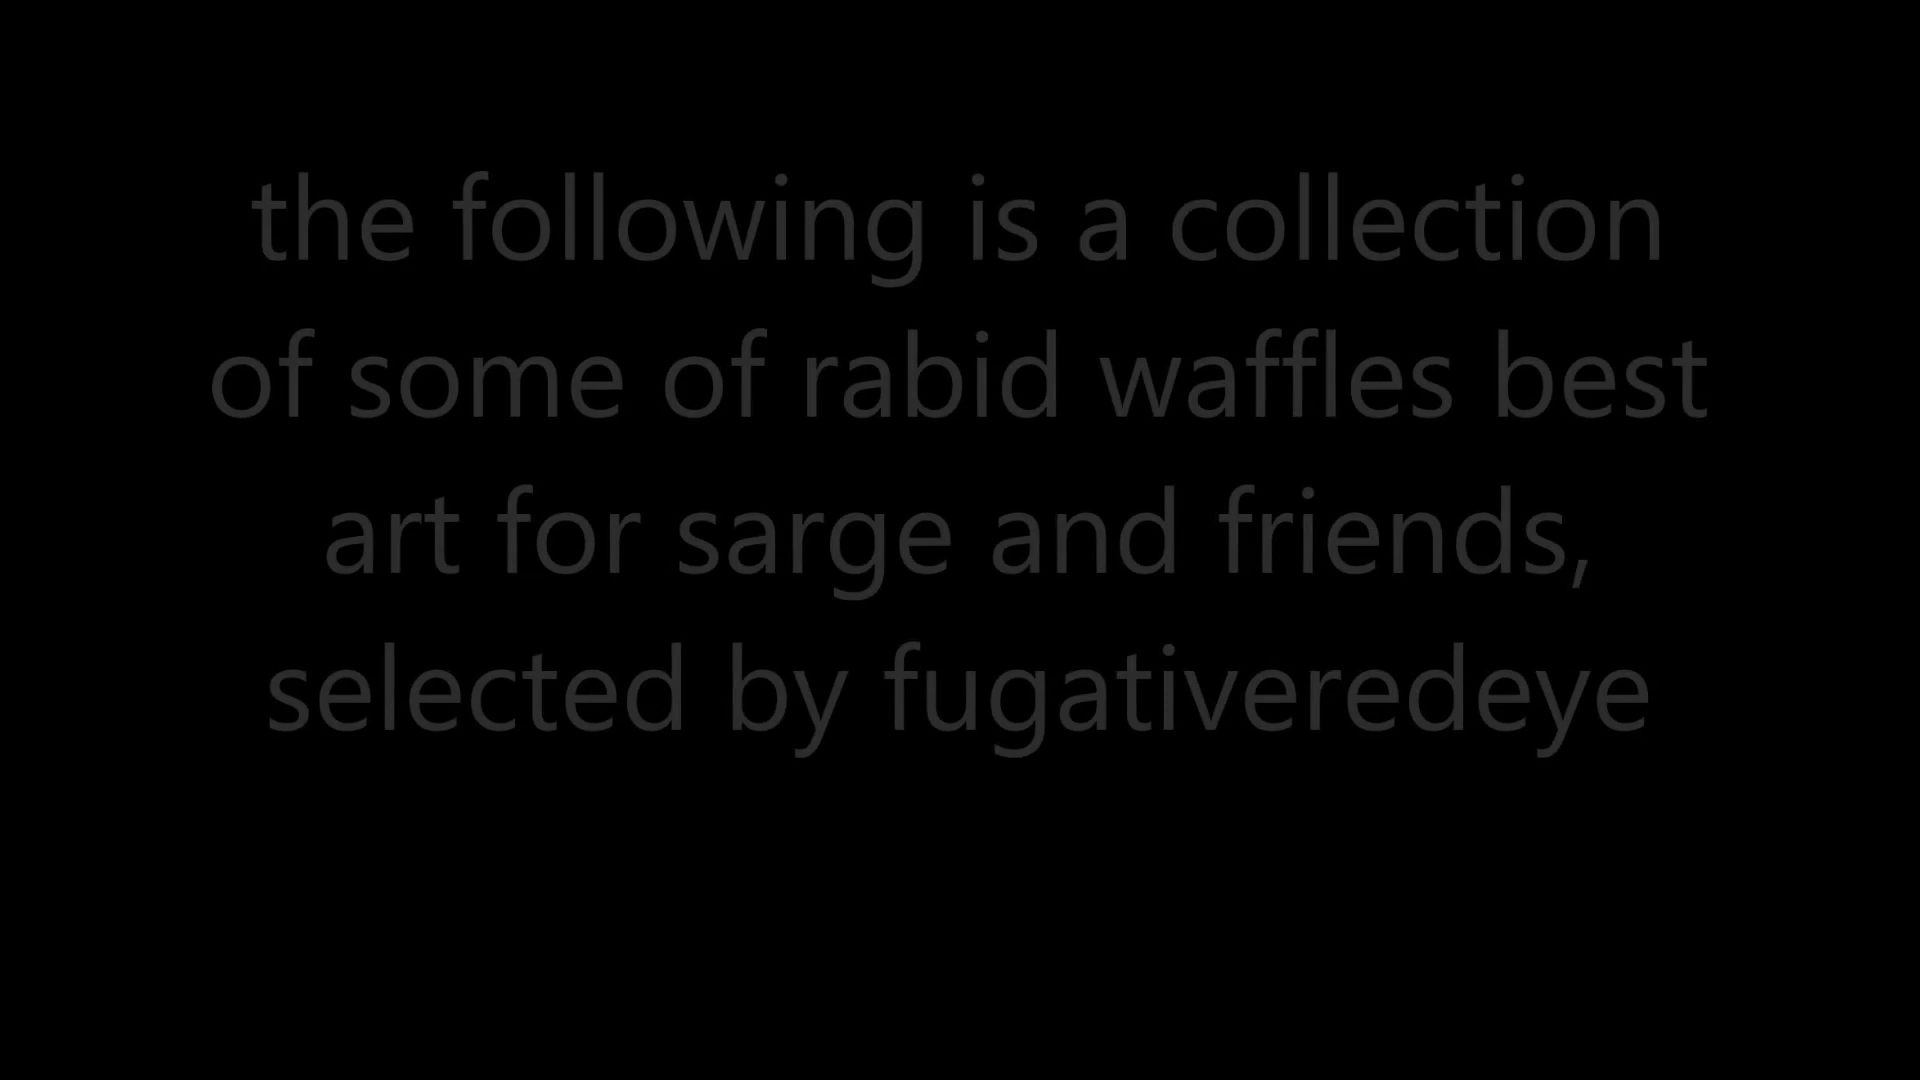 the following is a collection
of some of rabid waffles best
art for sarge and friends,
selected by fugativeredeye